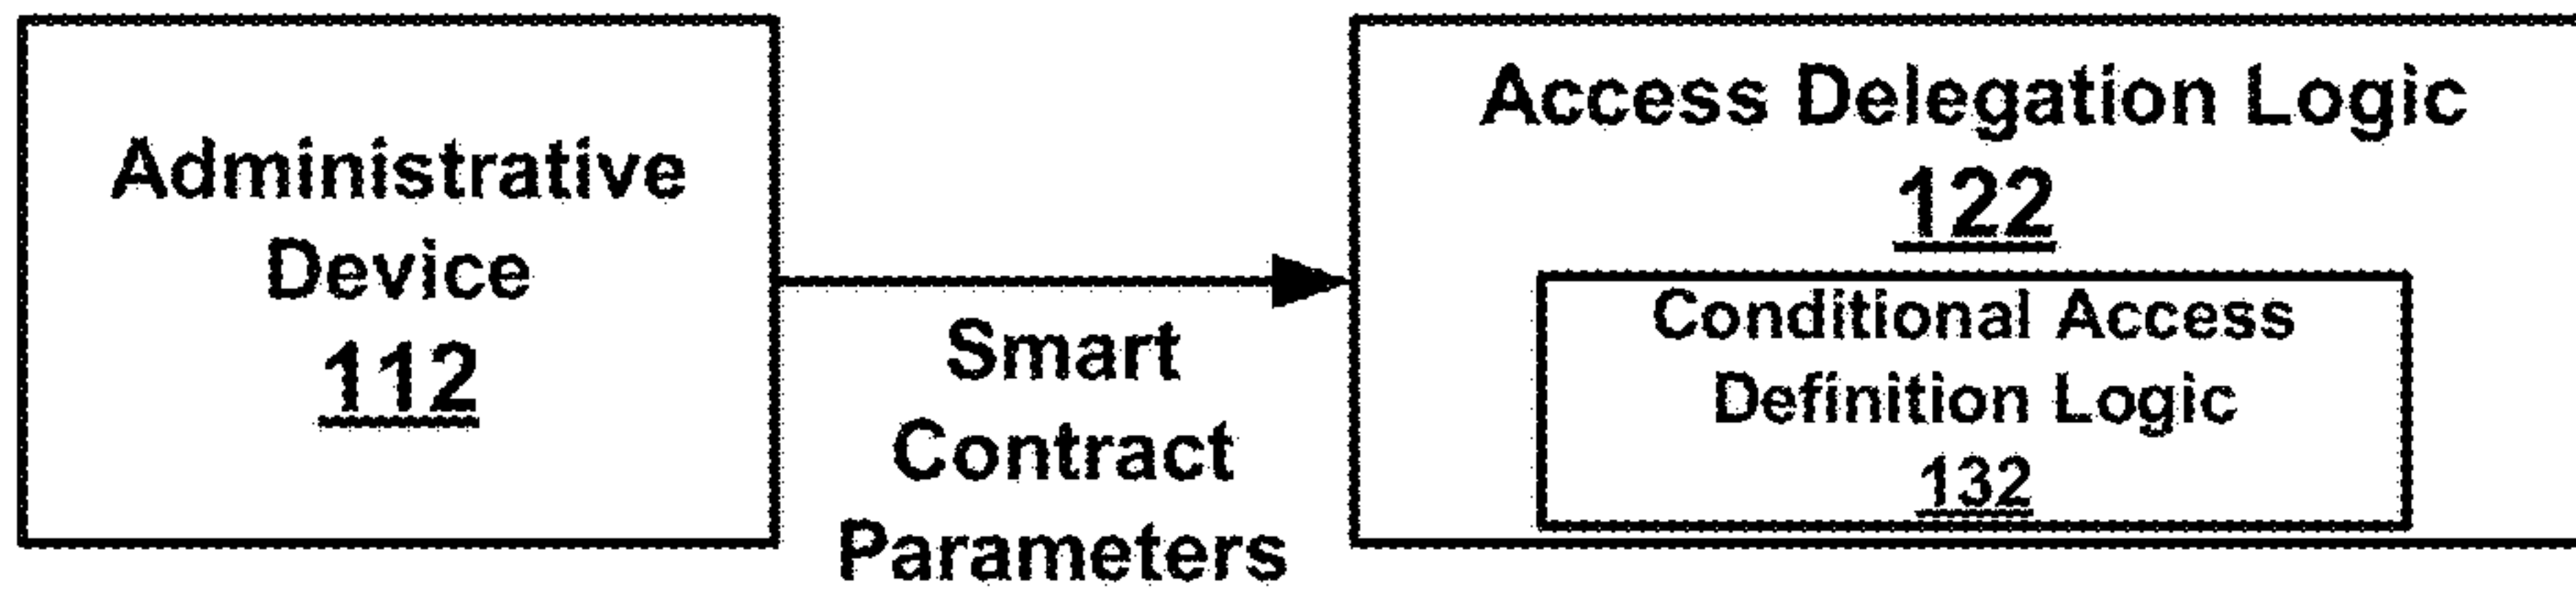 Administrative
Device
112
Smart
Contract
Parameters
Access Delegation Logic
122
Conditional Access
Definition Logic
132